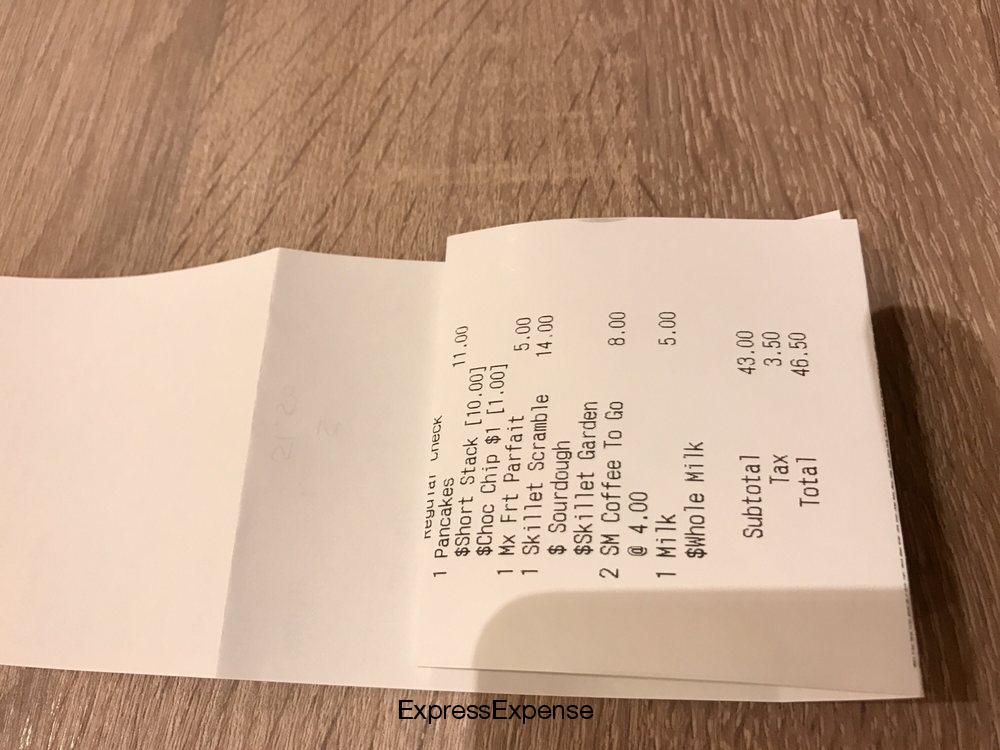 Regular Check
1 Pancakes 11.00
$Short Stack [10.00]
$Choc Chip $1 [1.00]
1 Mx Frt Parfait 5.00
1 Skillet Scramble 14.00
$ Sourdough
$Skillet Garden
2 SM Coffee To Go 8.00
@ 4.00
1 Milk 5.00
$Whole Milk
Subtotal 43.00
Tax 3.50
Total 46.50
ExpressExpense